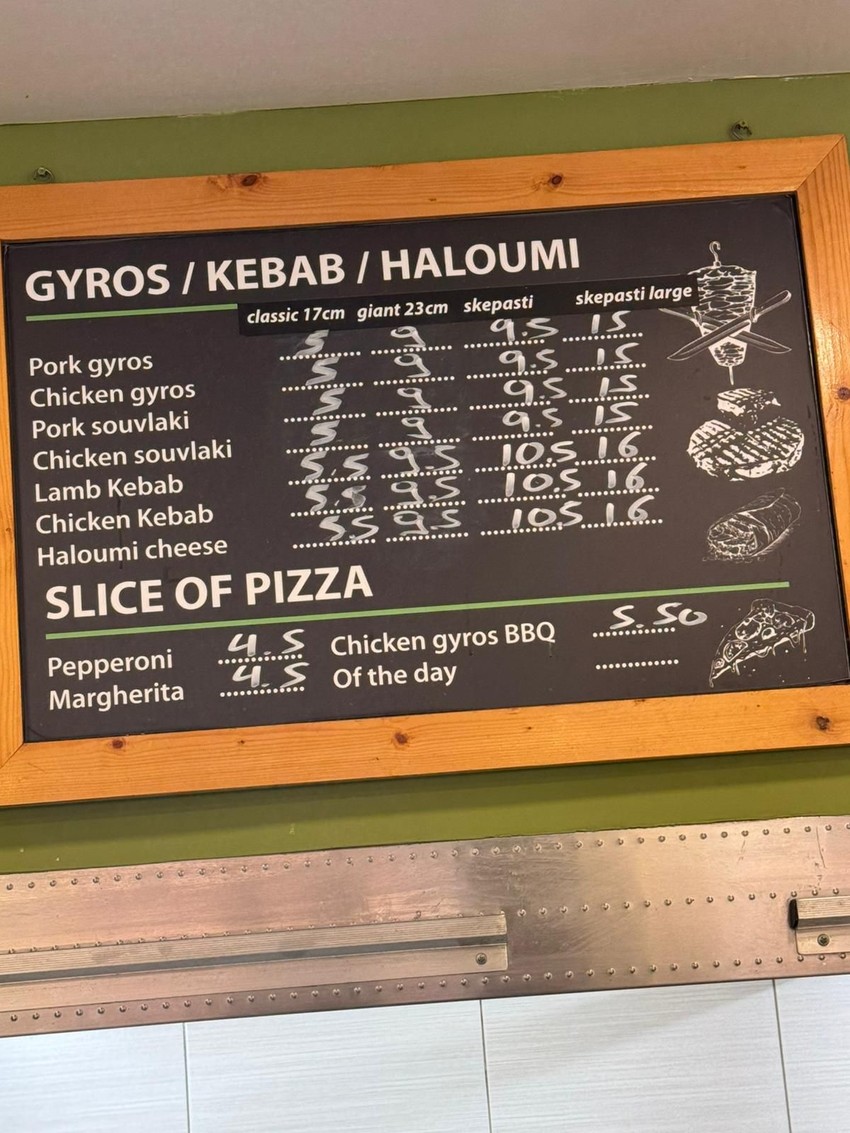 GYROS / KEBAB / HALOUMI
classic 17cm giant 23cm skepasti skepasti large
Pork gyros 5 9 9.5 15
Chicken gyros 5 9 9.5 15
Pork souvlaki 5 9 9.5 15
Chicken souvlaki 5 9 9.5 15
Lamb Kebab 5.5 9.5 10.5 16
Chicken Kebab 5.5 9.5 10.5 16
Haloumi cheese 5.5 9.5 10.5 16
SLICE OF PIZZA
Pepperoni 4.5 Chicken gyros BBQ 5.50
Margherita 4.5 Of the day